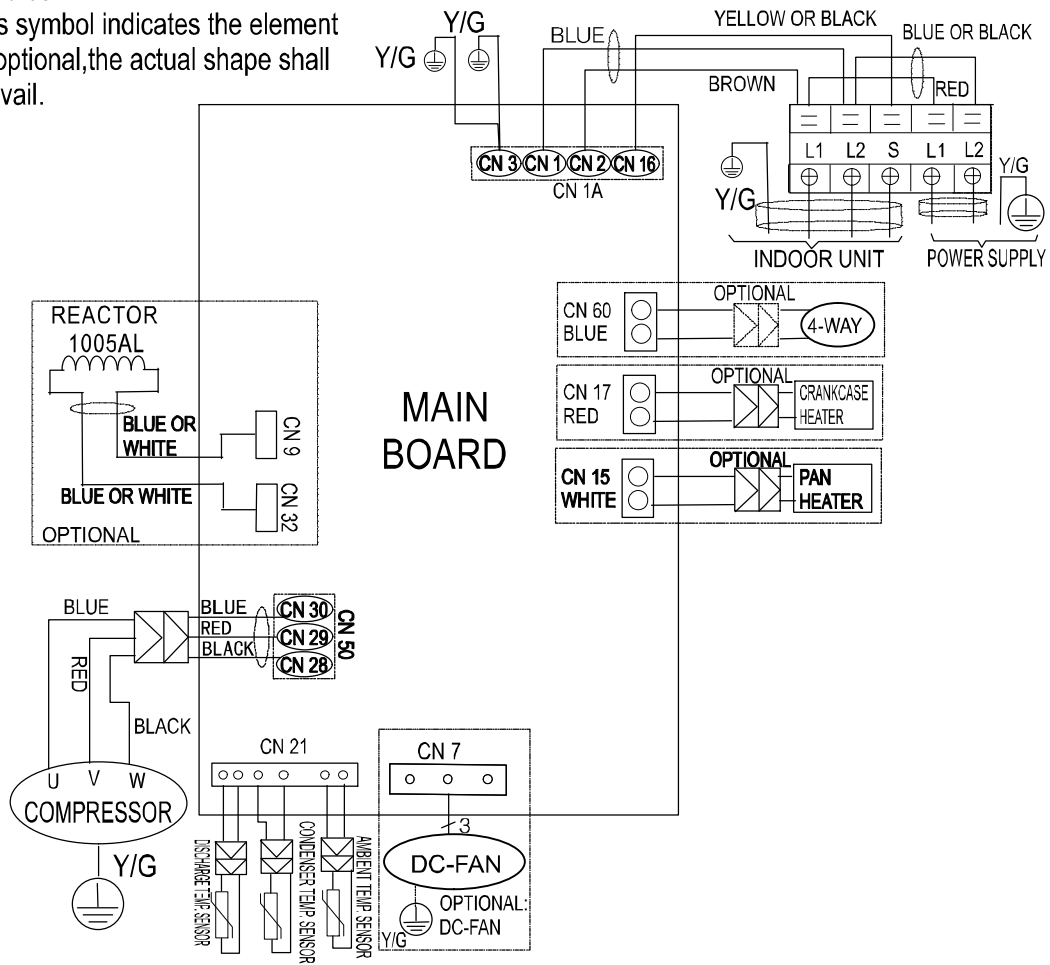 s symbol indicates the element
optional,the actual shape shall
vail.
Y/G
Y/G
BLUE
YELLOW OR BLACK
BLUE OR BLACK
BROWN
RED
L1 L2 S L1 L2
Y/G
Y/G
INDOOR UNIT
POWER SUPPLY
CN 3 CN 1 CN 2 CN 16
CN 1A
REACTOR
1005AL
BLUE OR
WHITE
CN 9
BLUE OR WHITE
CN 32
OPTIONAL
MAIN
BOARD
OPTIONAL
CN 60
BLUE
4-WAY
OPTIONAL
CN 17
RED
CRANKCASE
HEATER
OPTIONAL
CN 15
WHITE
PAN
HEATER
BLUE
BLUE
RED
BLACK
CN 30
CN 29
CN 28
CN 50
RED
BLACK
U V W
COMPRESSOR
Y/G
CN 21
DISCHARGE TEMP. SENSOR
CONDENSER TEMP. SENSOR
AMBIENT TEMP. SENSOR
CN 7
3
DC-FAN
OPTIONAL:
DC-FAN
Y/G